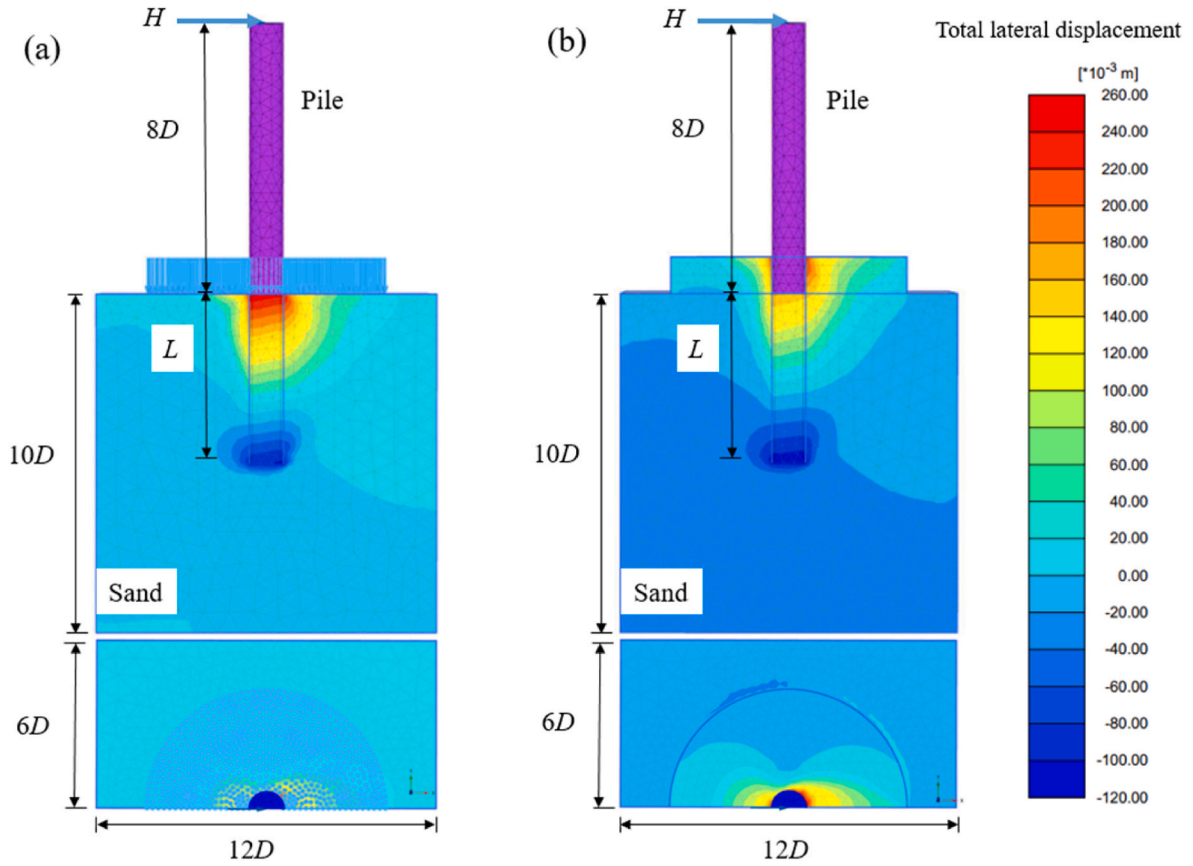 (a)
H
Pile
8D
L
10D
Sand
6D
12D
(b)
H
Pile
8D
L
10D
Sand
6D
12D
Total lateral displacement
[*10⁻³ m]
260.00
240.00
220.00
200.00
180.00
160.00
140.00
120.00
100.00
80.00
60.00
40.00
20.00
0.00
-20.00
-40.00
-60.00
-80.00
-100.00
-120.00